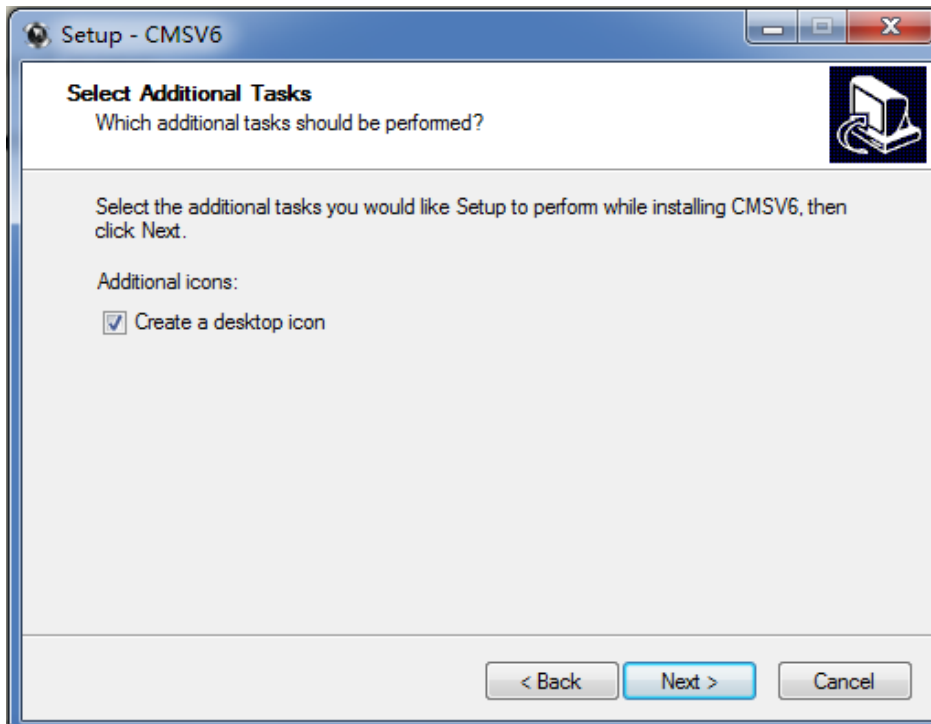 Setup - CMSV6
Select Additional Tasks
Which additional tasks should be performed?
Select the additional tasks you would like Setup to perform while installing CMSV6, then
click Next.
Additional icons:
Create a desktop icon
< Back
Next >
Cancel